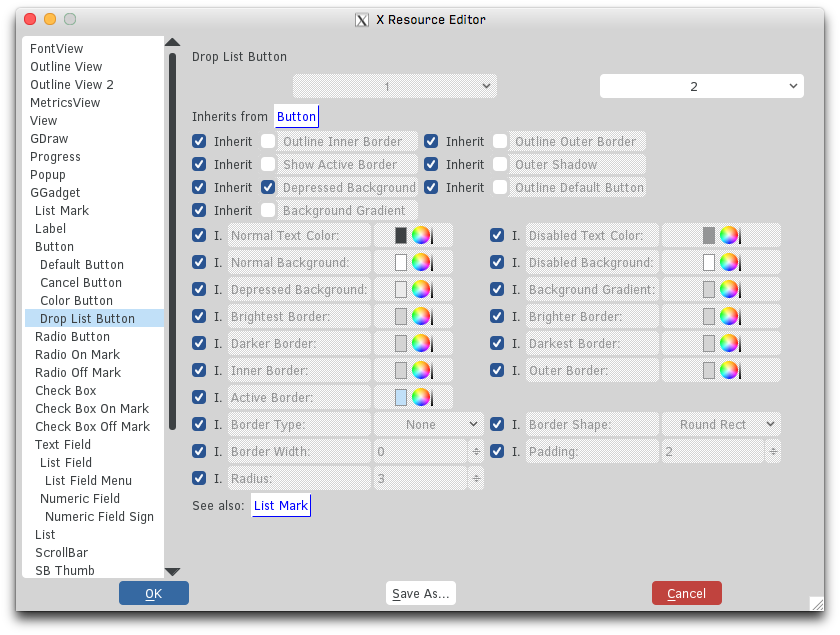 X Resource Editor
FontView
Outline View
Outline View 2
MetricsView
View
GDraw
Progress
Popup
GGadget
List Mark
Label
Button
Default Button
Cancel Button
Color Button
Drop List Button
Radio Button
Radio On Mark
Radio Off Mark
Check Box
Check Box On Mark
Check Box Off Mark
Text Field
List Field
List Field Menu
Numeric Field
Numeric Field Sign
List
ScrollBar
SB Thumb
Drop List Button
1 2
Inherits from Button
Inherit Outline Inner Border Inherit Outline Outer Border
Inherit Show Active Border Inherit Outer Shadow
Inherit Depressed Background Inherit Outline Default Button
Inherit Background Gradient
I. Normal Text Color: I. Disabled Text Color:
I. Normal Background: I. Disabled Background:
I. Depressed Background: I. Background Gradient:
I. Brightest Border: I. Brighter Border:
I. Darker Border: I. Darkest Border:
I. Inner Border: I. Outer Border:
I. Active Border:
I. Border Type: None I. Border Shape: Round Rect
I. Border Width: 0 I. Padding: 2
I. Radius: 3
See also: List Mark
OK Save As... Cancel